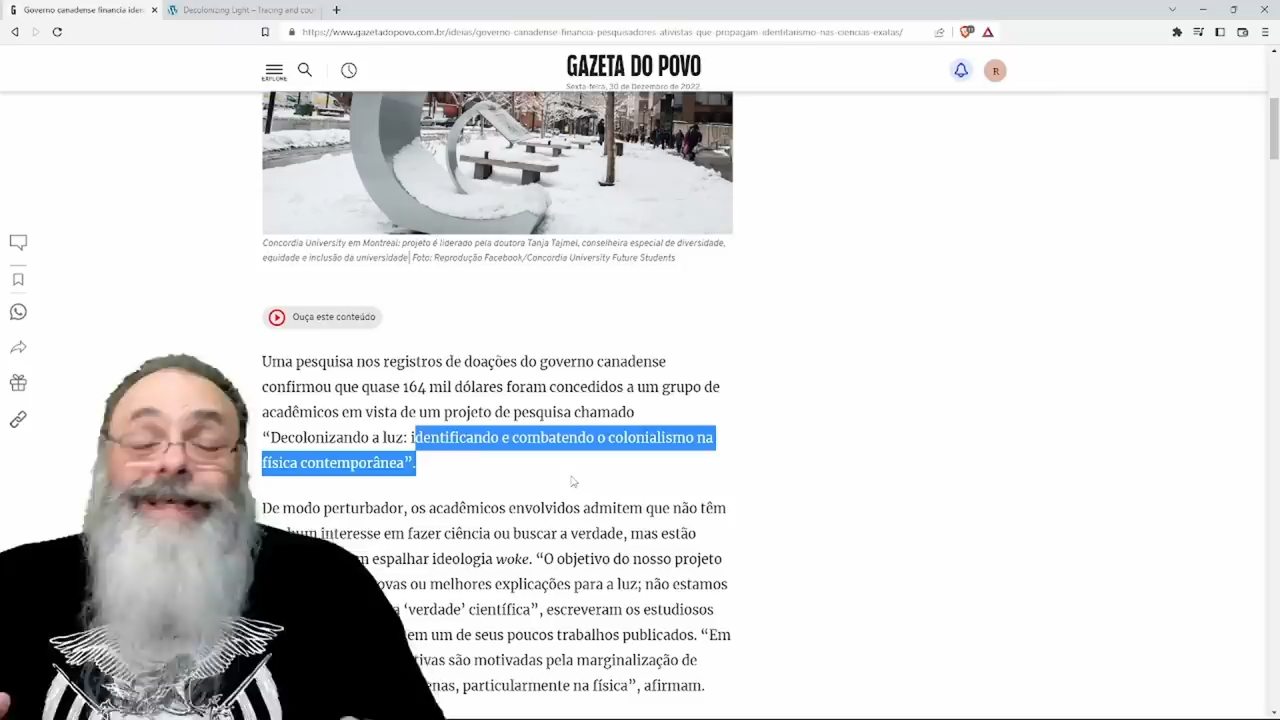 Governo canadense financia iden
Decolonizing Light – Tracing and cou
https://www.gazetadopovo.com.br/ideias/governo-canadense-financia-pesquisadores-ativistas-que-propagam-identitarismo-nas-ciencias-exatas/
EXPLORE
GAZETA DO POVO
Sexta-feira, 30 de Dezembro de 2022.
R
Concordia University em Montreal: projeto é liderado pela doutora Tanja Tajmel, conselheira especial de diversidade,
equidade e inclusão da universidade| Foto: Reprodução Facebook/Concordia University Future Students
Ouça este conteúdo
Uma pesquisa nos registros de doações do governo canadense
confirmou que quase 164 mil dólares foram concedidos a um grupo de
acadêmicos em vista de um projeto de pesquisa chamado
“Decolonizando a luz: identificando e combatendo o colonialismo na
física contemporânea”.
De modo perturbador, os acadêmicos envolvidos admitem que não têm
hum interesse em fazer ciência ou buscar a verdade, mas estão
m espalhar ideologia woke. “O objetivo do nosso projeto
ovas ou melhores explicações para a luz; não estamos
a ‘verdade’ científica”, escreveram os estudiosos
em um de seus poucos trabalhos publicados. “Em
tivas são motivadas pela marginalização de
enas, particularmente na física”, afirmam.